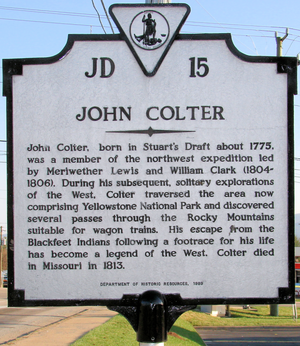 JD 15
JOHN COLTER
John Colter, born in Stuart's Draft about 1775,
was a member of the northwest expedition led
by Meriwether Lewis and William Clark (1804-
1806). During his subsequent, solitary explorations
of the West, Colter traversed the area now
comprising Yellowstone National Park and discovered
several passes through the Rocky Mountains
suitable for wagon trains. His escape from the
Blackfeet Indians following a footrace for his life
has become a legend of the West. Colter died
in Missouri in 1813.
DEPARTMENT OF HISTORIC RESOURCES,